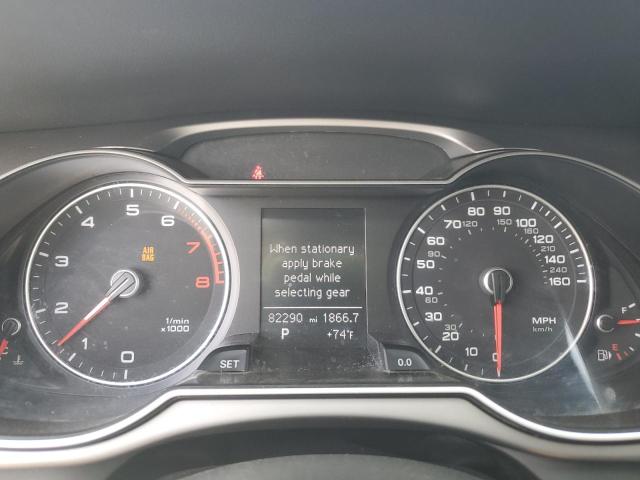 0
1
2
3
4
5
6
7
8
AIR
BAG
1/min
x1000
When stationary
apply brake
pedal while
selecting gear
82290 mi 1866.7
P +74°F
SET
0.0
0
10
20
30
40
50
60
70
80
90
100
120
140
160
30
60
90
120
150
180
210
240
MPH
km/h
F
E